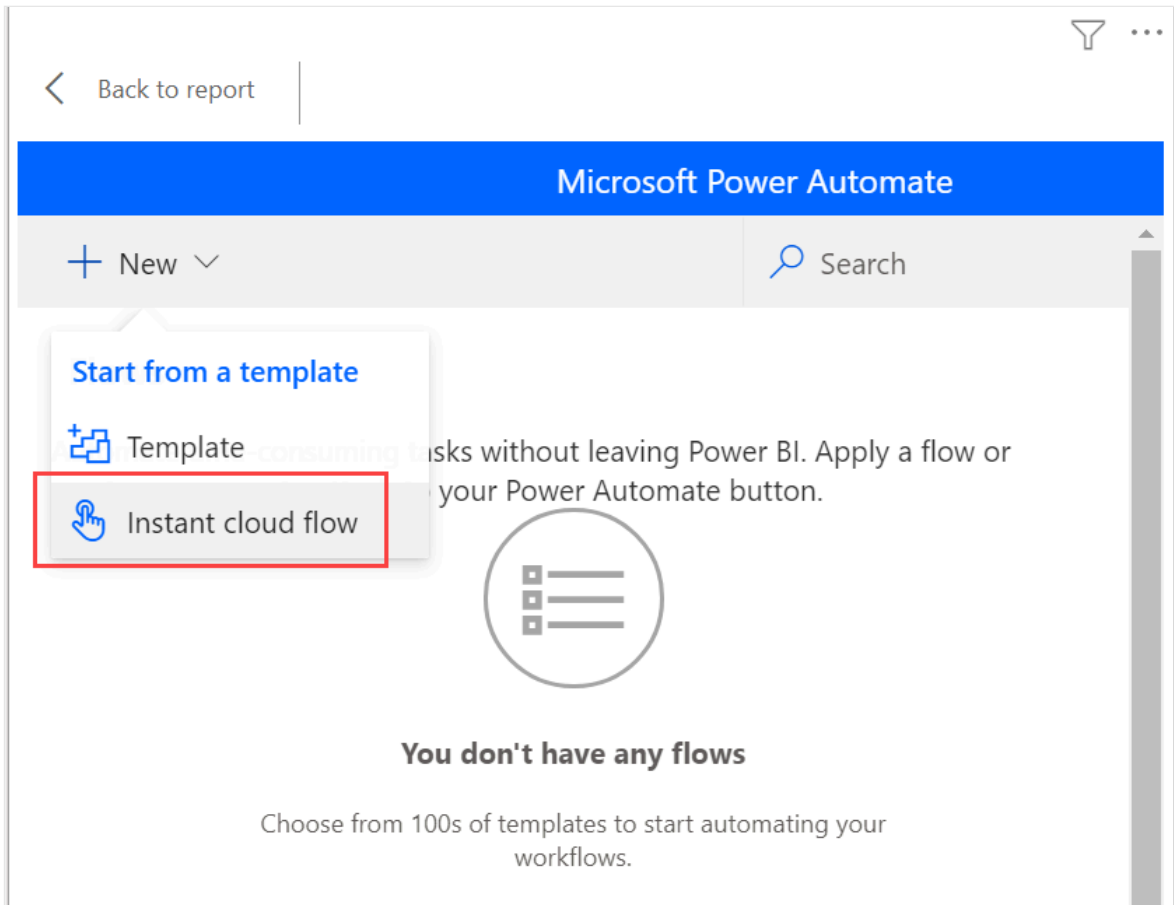 Back to report
Microsoft Power Automate
New
Search
Start from a template
Template
-consuming tasks without leaving Power BI. Apply a flow or
your Power Automate button.
Instant cloud flow
You don't have any flows
Choose from 100s of templates to start automating your
workflows.